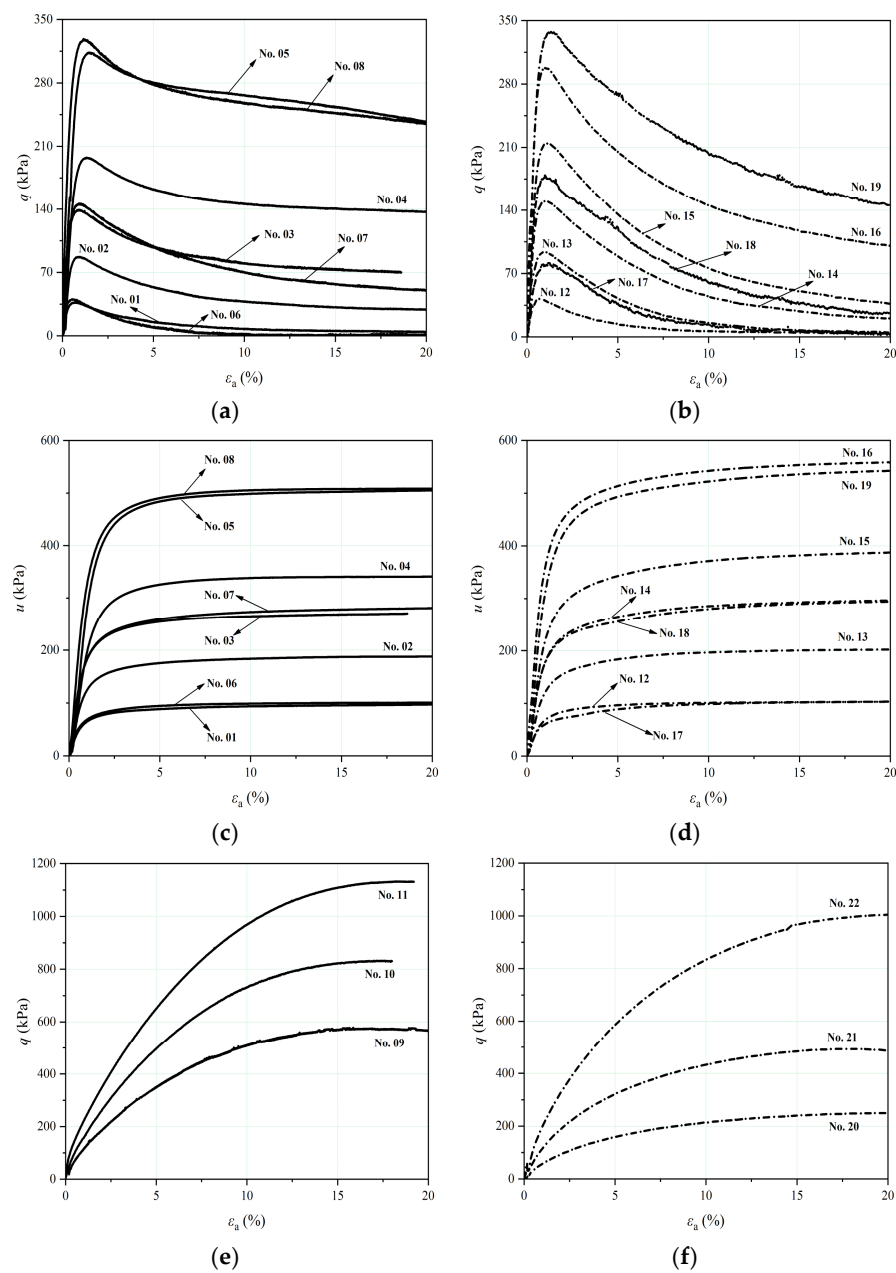 350
280
210
140
70
0
q (kPa)
No. 05
No. 08
No. 04
No. 03
No. 07
No. 02
No. 01
No. 06
0 5 10 15 20
εa (%)
(a)
350
280
210
140
70
0
q (kPa)
No. 19
No. 16
No. 15
No. 18
No. 13
No. 14
No. 17
No. 12
0 5 10 15 20
εa (%)
(b)
600
400
200
0
u (kPa)
No. 08
No. 05
No. 04
No. 07
No. 03
No. 02
No. 06
No. 01
0 5 10 15 20
εa (%)
(c)
600
400
200
0
u (kPa)
No. 16
No. 19
No. 15
No. 14
No. 18
No. 13
No. 12
No. 17
0 5 10 15 20
εa (%)
(d)
1200
1000
800
600
400
200
0
q (kPa)
No. 11
No. 10
No. 09
0 5 10 15 20
εa (%)
(e)
1200
1000
800
600
400
200
0
q (kPa)
No. 22
No. 21
No. 20
0 5 10 15 20
εa (%)
(f)